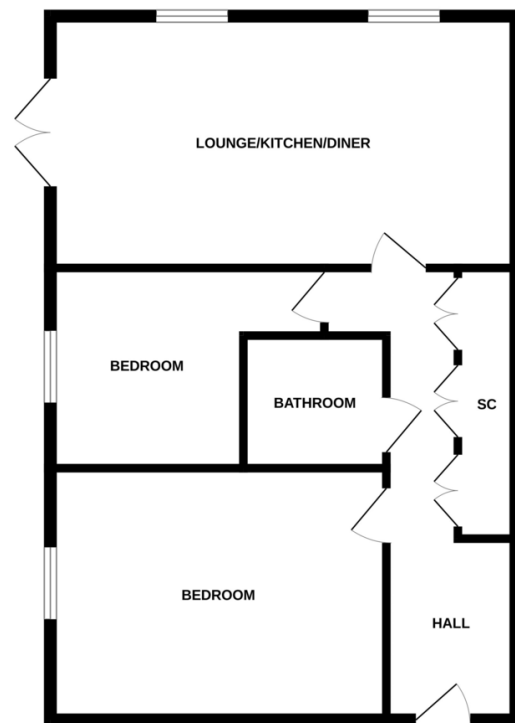 LOUNGE/KITCHEN/DINER
BEDROOM
BATHROOM
SC
BEDROOM
HALL